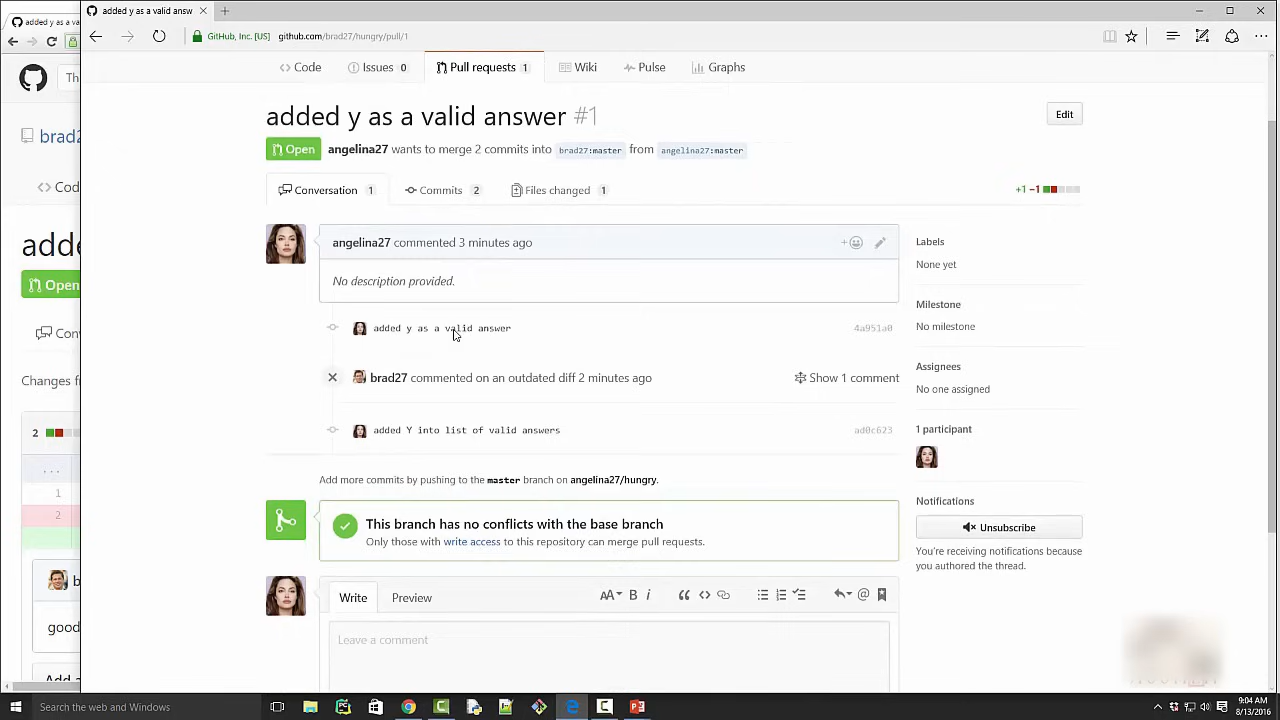 added y as a valid answ
added y as a valid answ
GitHub, Inc. [US]
github.com/brad27/hungry/pull/1
Th
Code
Issues 0
Pull requests 1
Wiki
Pulse
Graphs
brad2
Cod
added y as a valid answer #1
Edit
Open
angelina27 wants to merge 2 commits into brad27:master from angelina27:master
Conversation 1
Commits 2
Files changed 1
+1 −1
adde
Open
Conv
Changes f
2
...
1
2
b
good
Add a
angelina27 commented 3 minutes ago
No description provided.
added y as a valid answer
4a951a0
brad27 commented on an outdated diff 2 minutes ago
Show 1 comment
added Y into list of valid answers
ad0c623
Add more commits by pushing to the master branch on angelina27/hungry.
This branch has no conflicts with the base branch
Only those with write access to this repository can merge pull requests.
Write
Preview
AA
B
i
@
Leave a comment
Labels
None yet
Milestone
No milestone
Assignees
No one assigned
1 participant
Notifications
Unsubscribe
You're receiving notifications because
you authored the thread.
Search the web and Windows
9:04 AM
8/13/2016